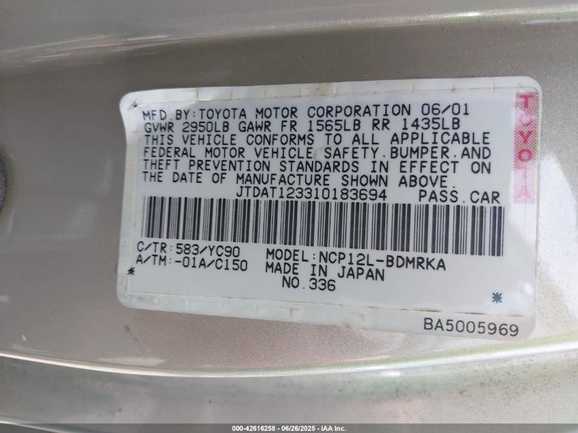 MFD.BY:TOYOTA MOTOR CORPORATION 06/01
GVWR 2950LB GAWR FR 1565LB RR 1435LB
THIS VEHICLE CONFORMS TO ALL APPLICABLE
FEDERAL MOTOR VEHICLE SAFETY,BUMPER,AND
THEFT PREVENTION STANDARDS IN EFFECT ON
THE DATE OF MANUFACTURE SHOWN ABOVE.
JTDAT123310183694 PASS.CAR
C/TR:583/YC90 MODEL:NCP12L-BDMRKA
A/TM:-01A/C150 MADE IN JAPAN
NO.336
TOYOTA
BA5005969
000-42616258 - 06/26/2025 - IAA Inc.